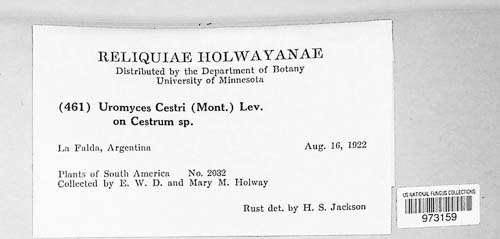 RELIQUIAE HOLWAYANAE
Distributed by the Department of Botany
University of Minnesota
(461) Uromyces Cestri (Mont.) Lev.
on Cestrum sp.
La Falda, Argentina Aug. 16, 1922
Plants of South America No. 2032
Collected by E. W. D. and Mary M. Holway
Rust det. by H. S. Jackson
US NATIONAL FUNGUS COLLECTIONS
973159